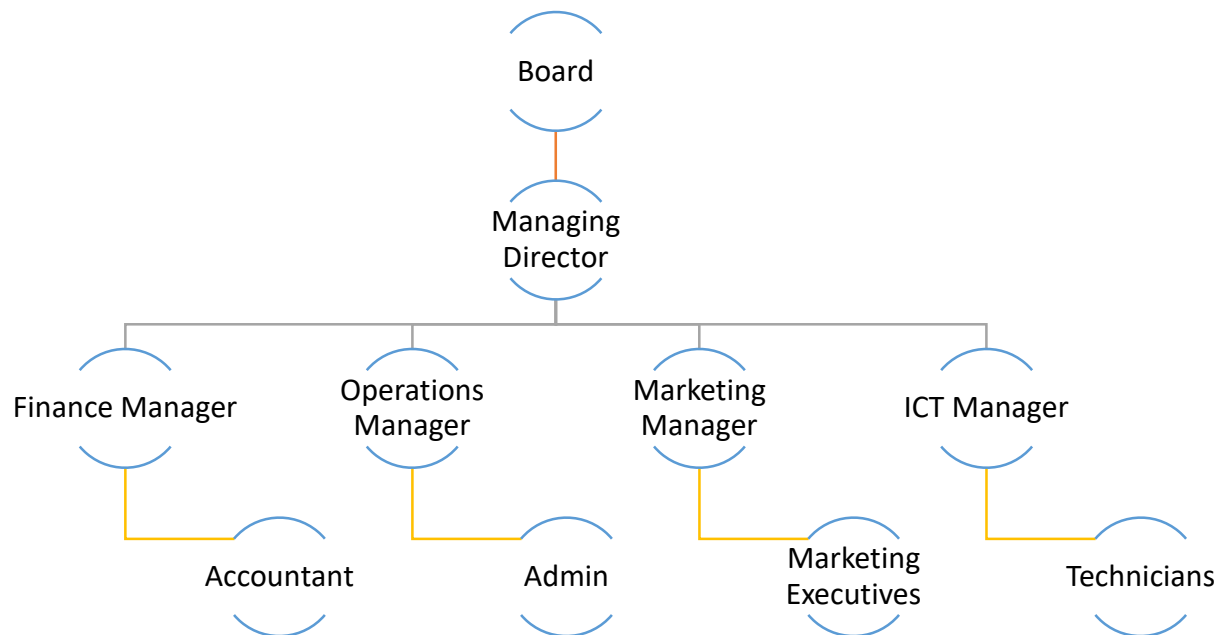 Board
Managing
Director
Finance Manager
Operations
Manager
Marketing
Manager
ICT Manager
Accountant
Admin
Marketing
Executives
Technicians